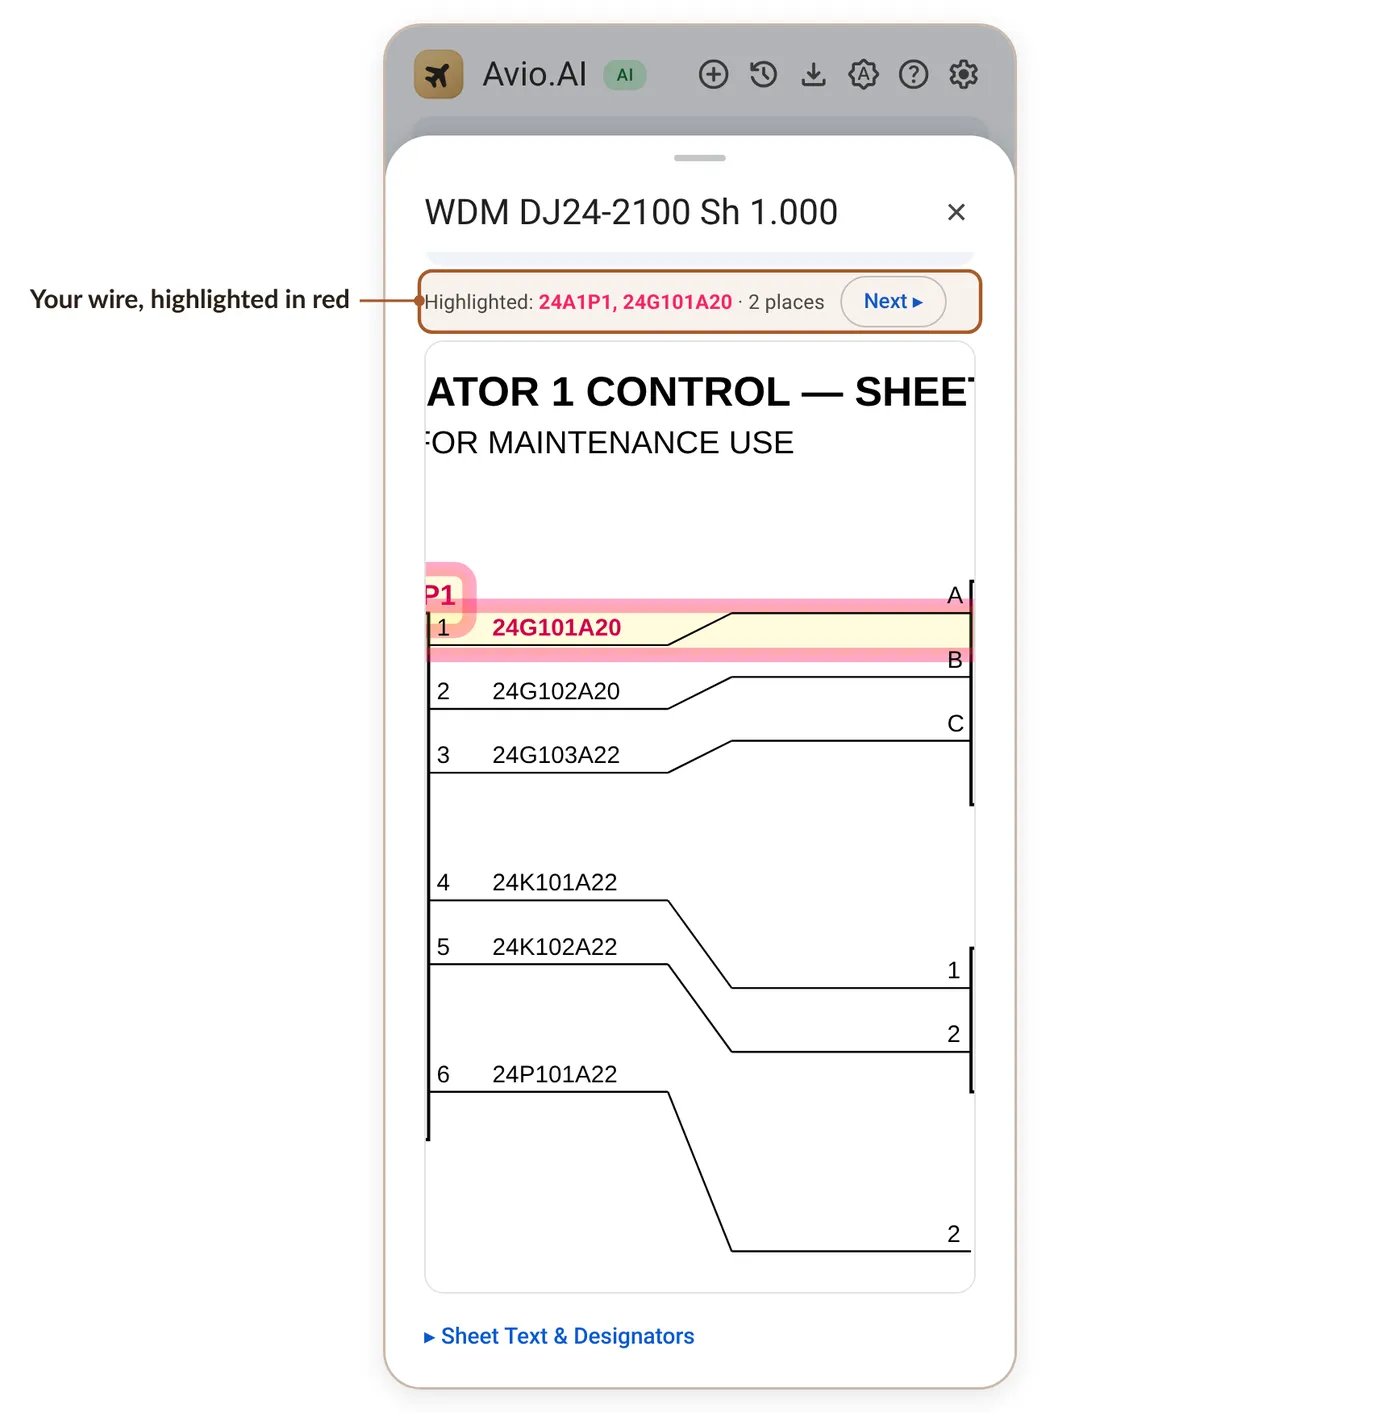 Avio.AI AI
WDM DJ24-2100 Sh 1.000
Your wire, highlighted in red
Highlighted: 24A1P1, 24G101A20 · 2 places Next ▸
ATOR 1 CONTROL — SHEET
FOR MAINTENANCE USE
P1
A
1 24G101A20
B
2 24G102A20
C
3 24G103A22
4 24K101A22
5 24K102A22
1
2
6 24P101A22
2
▸ Sheet Text & Designators